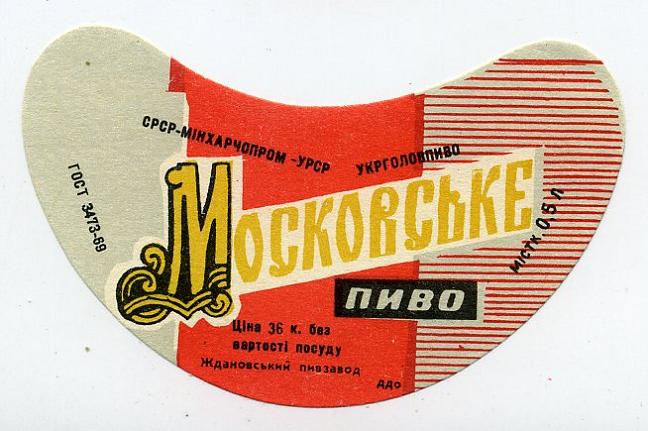 СРСР-МІНХАРЧОПРОМ-УРСР УКРГОЛОВПИВО
ГОСТ 3473-69
МОСКОВСЬКЕ
ПИВО
МІСТК. 0,5 Л
Ціна 36 к. без
вартості посуду
Ждановський пивзавод
ДДО